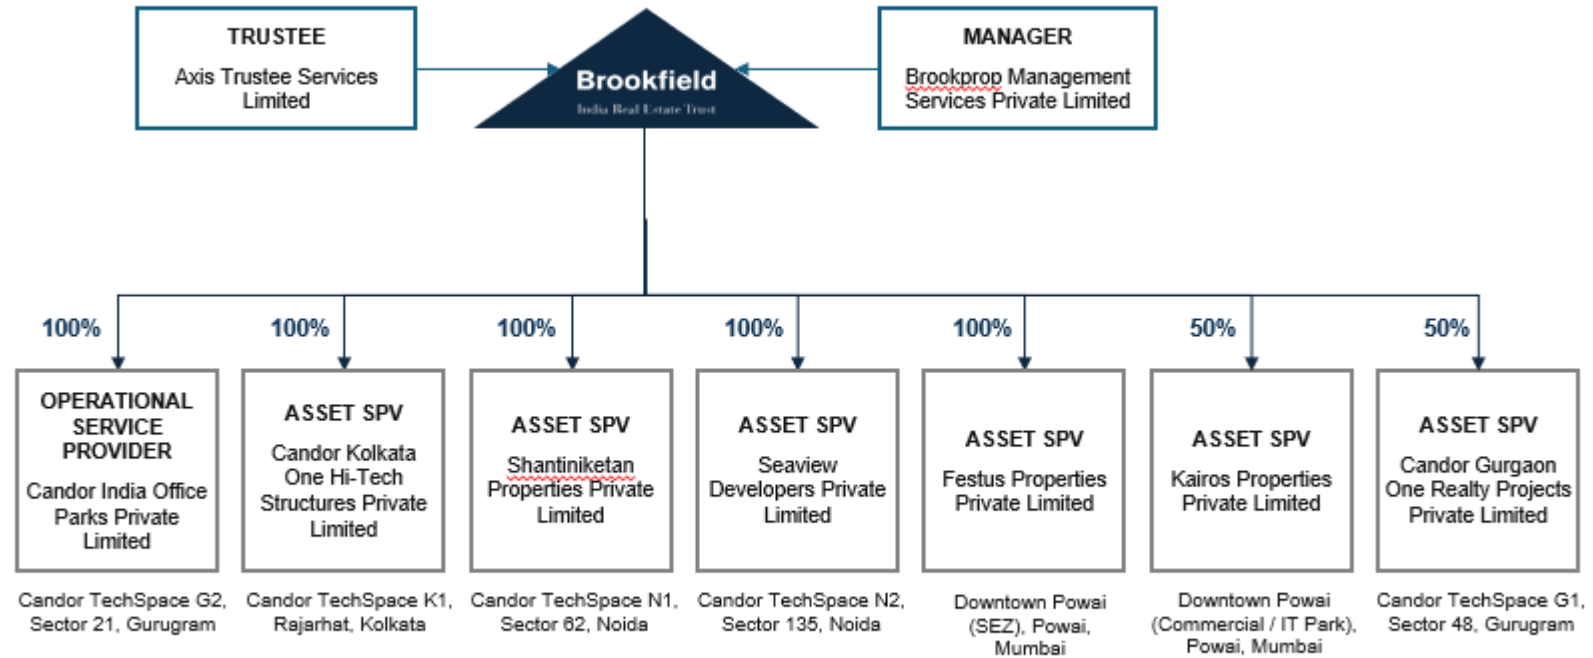 TRUSTEE
Axis Trustee Services
Limited
Brookfield
India Real Estate Trust
MANAGER
Brookprop Management
Services Private Limited
100%
100%
100%
100%
100%
50%
50%
OPERATIONAL
SERVICE
PROVIDER
Candor India Office
Parks Private
Limited
ASSET SPV
Candor Kolkata
One Hi-Tech
Structures Private
Limited
ASSET SPV
Shantiniketan
Properties Private
Limited
ASSET SPV
Seaview
Developers Private
Limited
ASSET SPV
Festus Properties
Private Limited
ASSET SPV
Kairos Properties
Private Limited
ASSET SPV
Candor Gurgaon
One Realty Projects
Private Limited
Candor TechSpace G2,
Sector 21, Gurugram
Candor TechSpace K1,
Rajarhat, Kolkata
Candor TechSpace N1,
Sector 62, Noida
Candor TechSpace N2,
Sector 135, Noida
Downtown Powai
(SEZ), Powai,
Mumbai
Downtown Powai
(Commercial / IT Park),
Powai, Mumbai
Candor TechSpace G1,
Sector 48, Gurugram